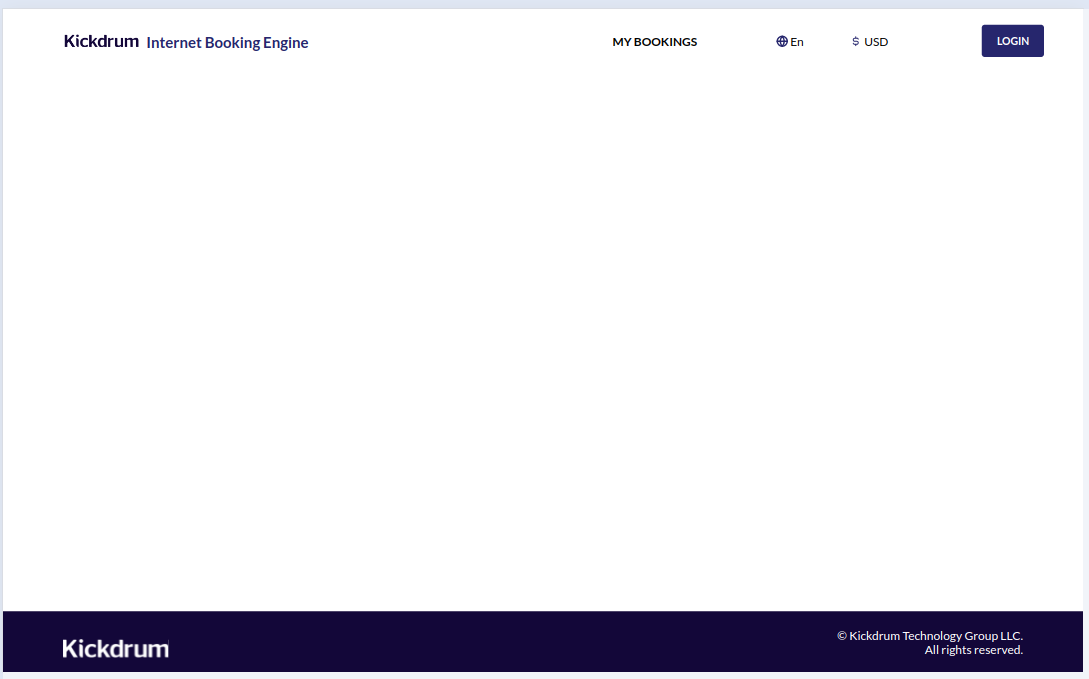 Kickdrum Internet Booking Engine MY BOOKINGS En $ USD LOGIN
Kickdrum
© Kickdrum Technology Group LLC.
All rights reserved.